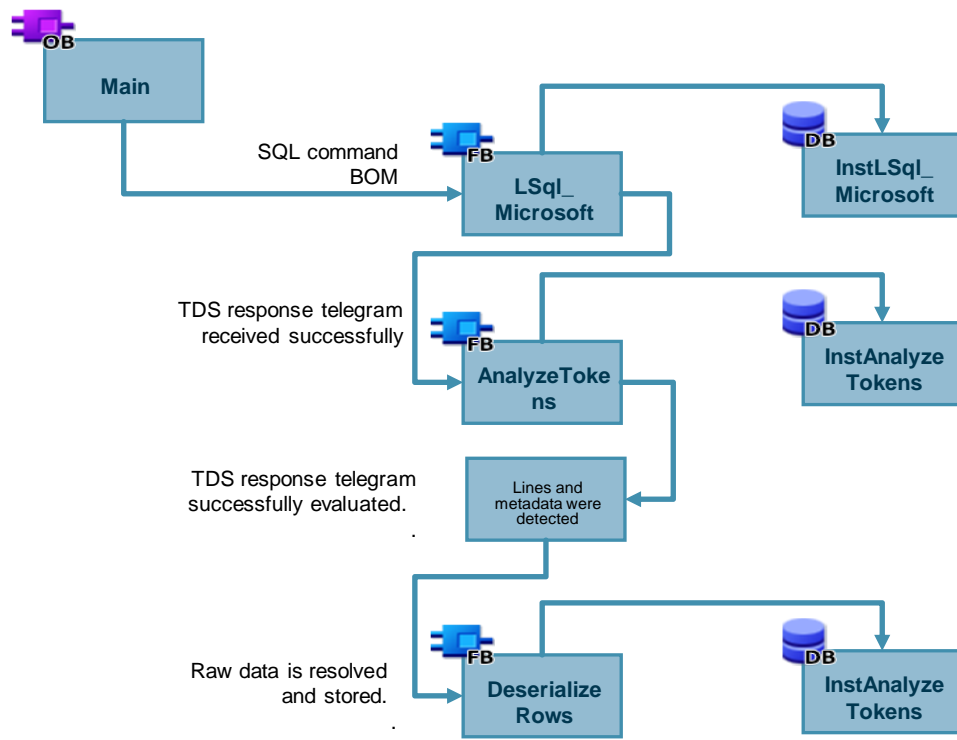 OB
Main
SQL command
BOM
FB
LSql_
Microsoft
DB
InstLSql_
Microsoft
TDS response telegram
received successfully
FB
AnalyzeToke
ns
DB
InstAnalyze
Tokens
TDS response telegram
successfully evaluated.
.
Lines and
metadata were
detected
Raw data is resolved
and stored.
.
FB
Deserialize
Rows
DB
InstAnalyze
Tokens